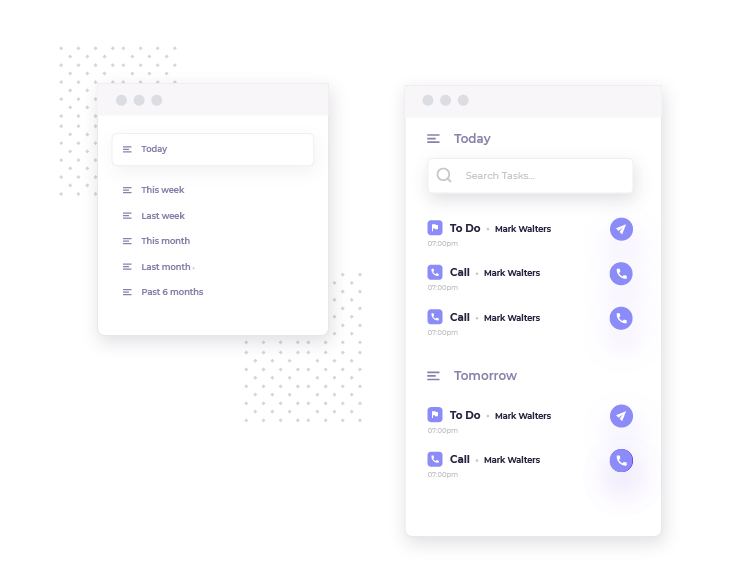 Today
This week
Last week
This month
Last month
Past 6 months
Today
Search Tasks...
To Do • Mark Walters
07:00pm
Call • Mark Walters
07:00pm
Call • Mark Walters
07:00pm
Tomorrow
To Do • Mark Walters
07:00pm
Call • Mark Walters
07:00pm